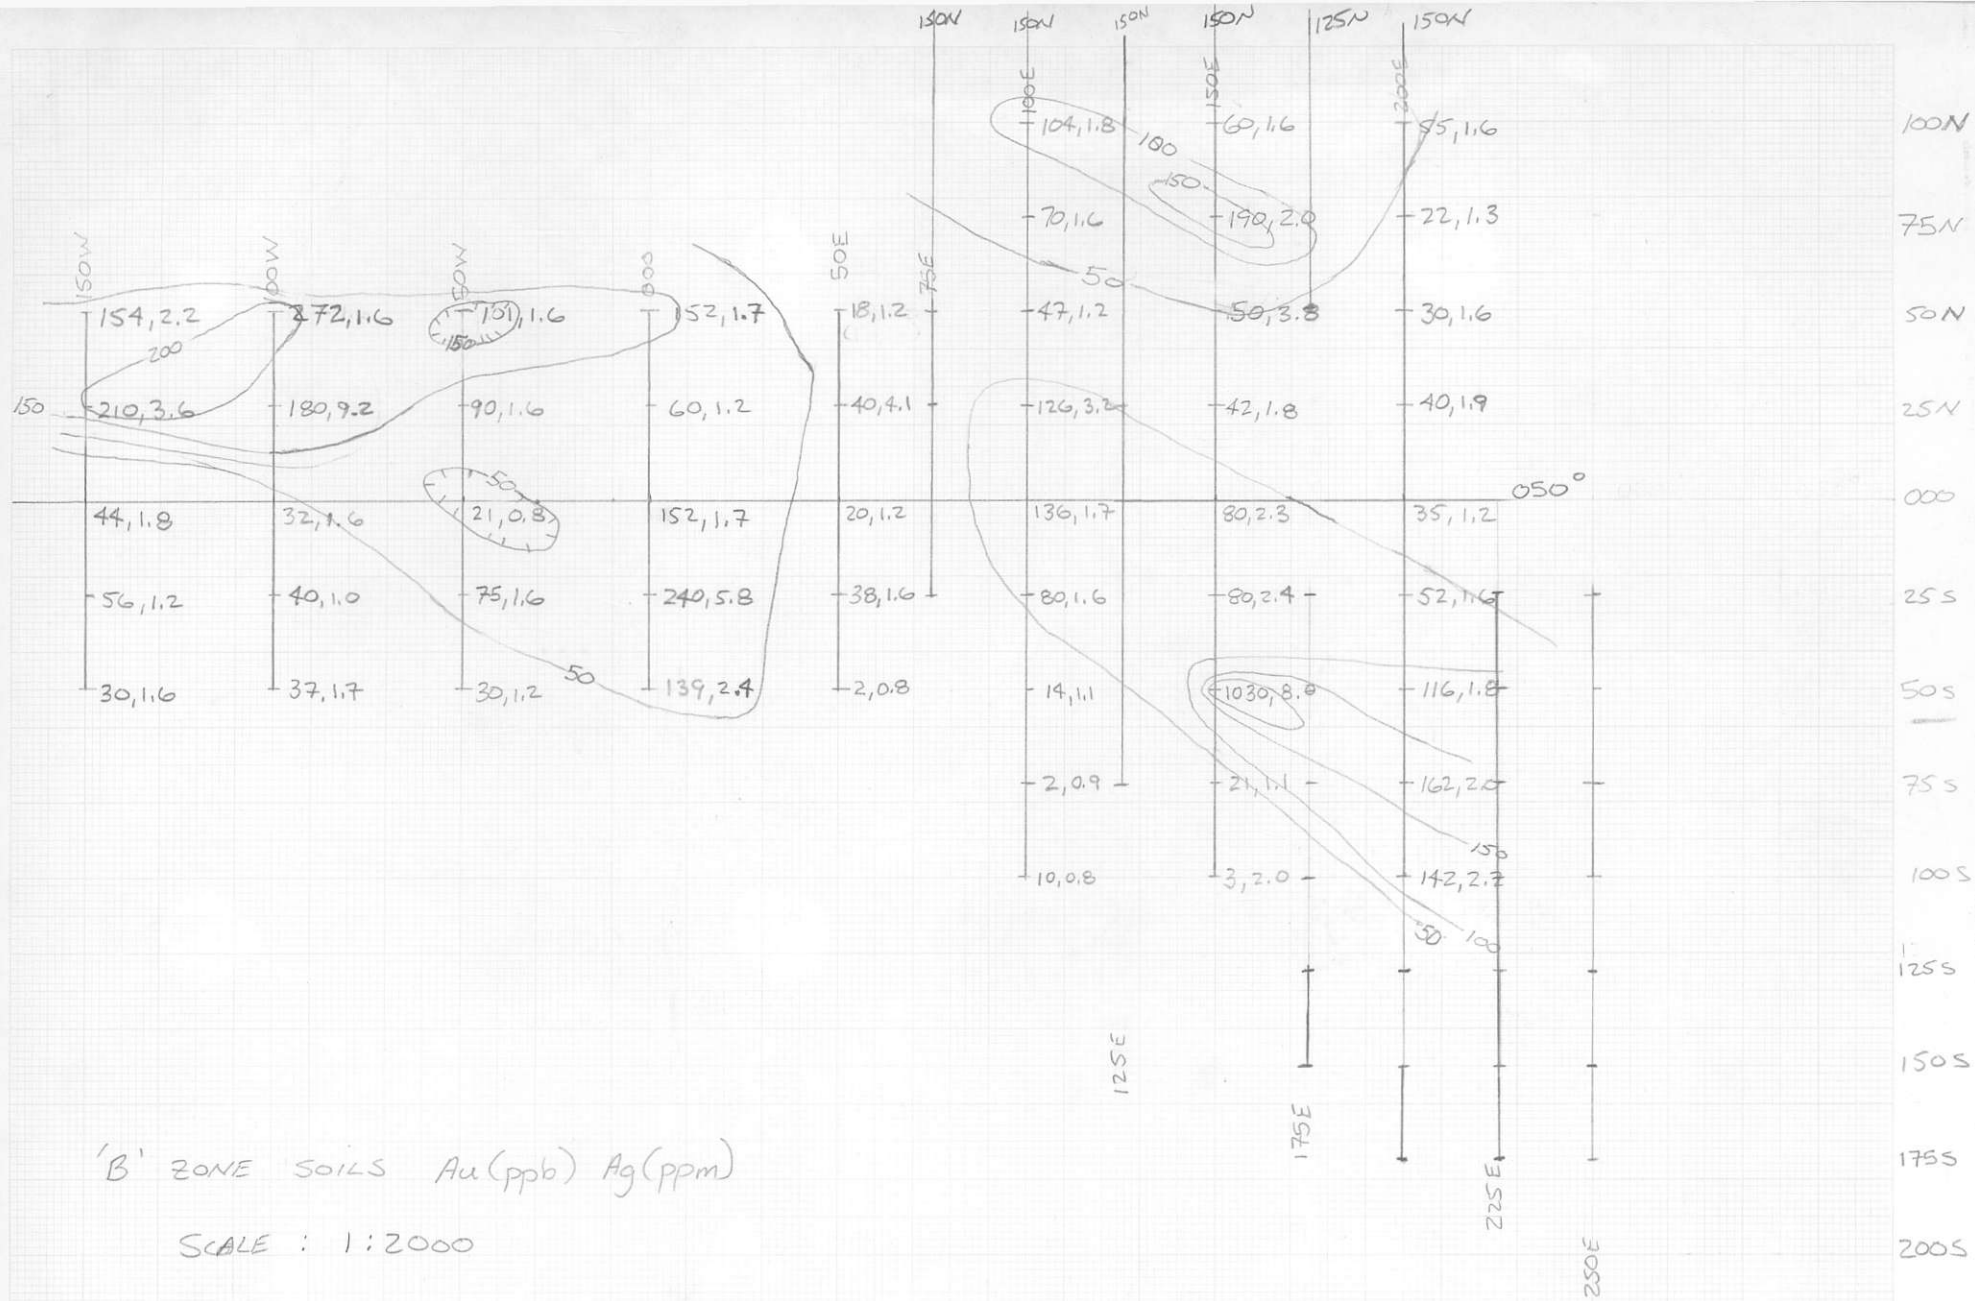 150N 150N 150N 150N 125N 150N
100E 150E 200E
104,1.8 60,1.6 55,1.6 100N
100
150
70,1.6 190,2.0 22,1.3 75N
150W 100W 50W 000 50E 75E
50
154,2.2 272,1.6 131,1.6 152,1.7 18,1.2 47,1.2 50,3.8 30,1.6 50N
200 150
150 210,3.6 180,9.2 90,1.6 60,1.2 40,4.1 126,3.2 42,1.8 40,1.9 25N
50
050°
44,1.8 32,1.6 21,0.8 152,1.7 20,1.2 136,1.7 80,2.3 35,1.2 000
56,1.2 40,1.0 75,1.6 240,5.8 38,1.6 80,1.6 80,2.4 52,1.6 25S
50
30,1.6 37,1.7 30,1.2 139,2.4 2,0.8 14,1.1 1030,8.0 116,1.8 50S
2,0.9 21,1.1 162,2.0 75S
150
10,0.8 3,2.0 142,2.7 100S
50 100
125S
125E 150S
175E
'B' ZONE SOILS Au(ppb) Ag(ppm) 175S
225E
SCALE : 1:2000 200S
250E